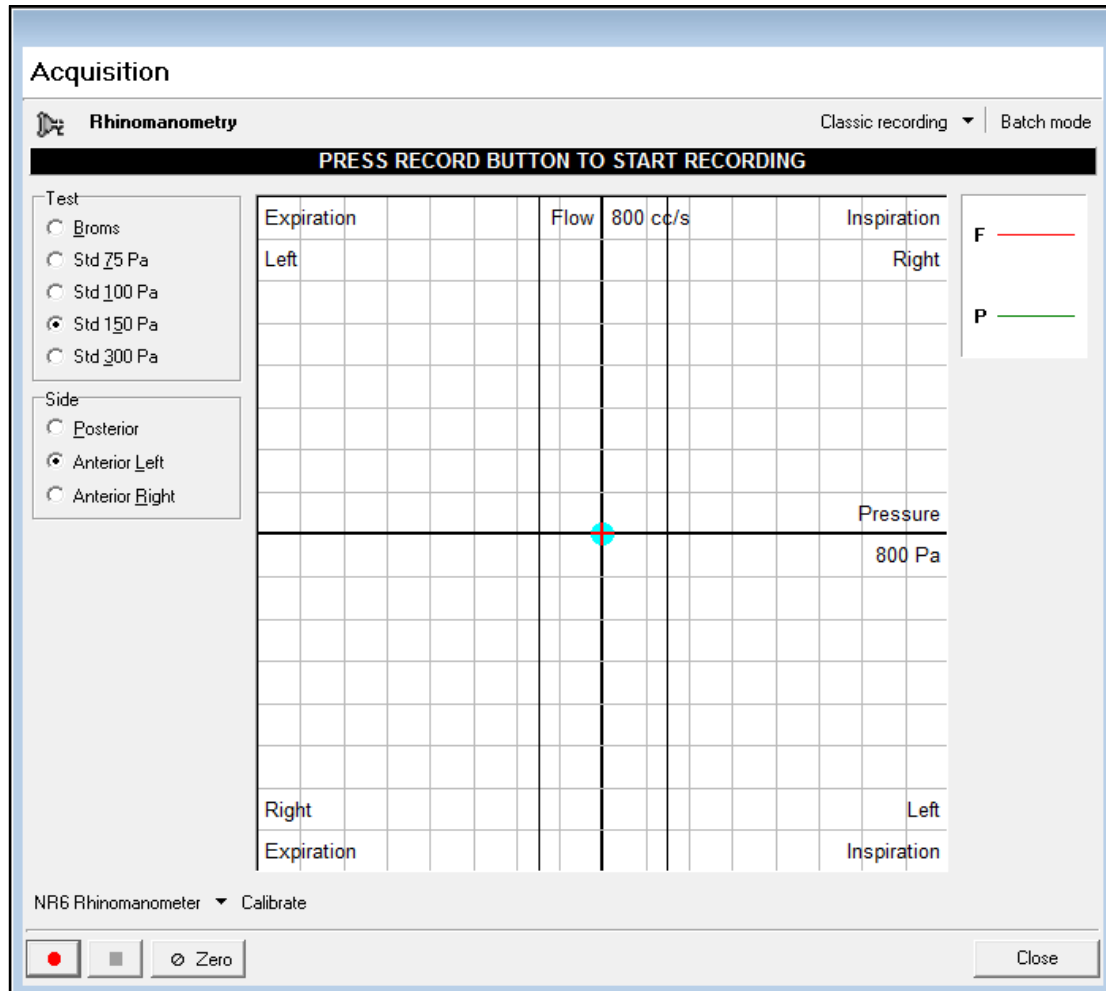 Acquisition
Rhinomanometry
Classic recording
Batch mode
PRESS RECORD BUTTON TO START RECORDING
Test
Broms
Std 75 Pa
Std 100 Pa
Std 150 Pa
Std 300 Pa
Side
Posterior
Anterior Left
Anterior Right
Expiration
Flow 800 cc/s
Inspiration
Left
Right
Pressure
800 Pa
Right
Left
Expiration
Inspiration
F
P
NR6 Rhinomanometer
Calibrate
Zero
Close